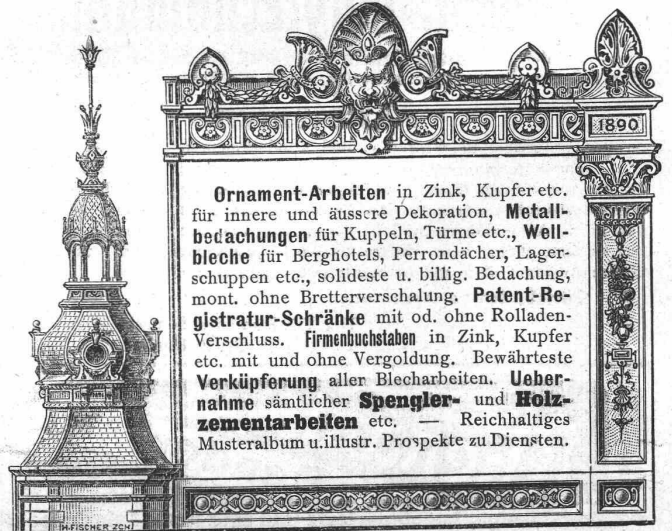 1890
Ornament-Arbeiten in Zink, Kupfer etc.
für innere und äussere Dekoration, Metall-
bedachungen für Kuppeln, Türme etc., Well-
bleche für Berghotels, Perrondächer, Lager-
schuppen etc., solideste u. billig. Bedachung,
mont. ohne Bretterverschalung. Patent-Re-
gistratur-Schränke mit od. ohne Rolladen-
Verschluss. Firmenbuchstaben in Zink, Kupfer
etc. mit und ohne Vergoldung. Bewährteste
Verküpferung aller Blecharbeiten. Ueber-
nahme sämtlicher Spengler- und Holz-
zementarbeiten etc. — Reichhaltiges
Musteralbum u. illustr. Prospekte zu Diensten.
H.FISCHER ZCH